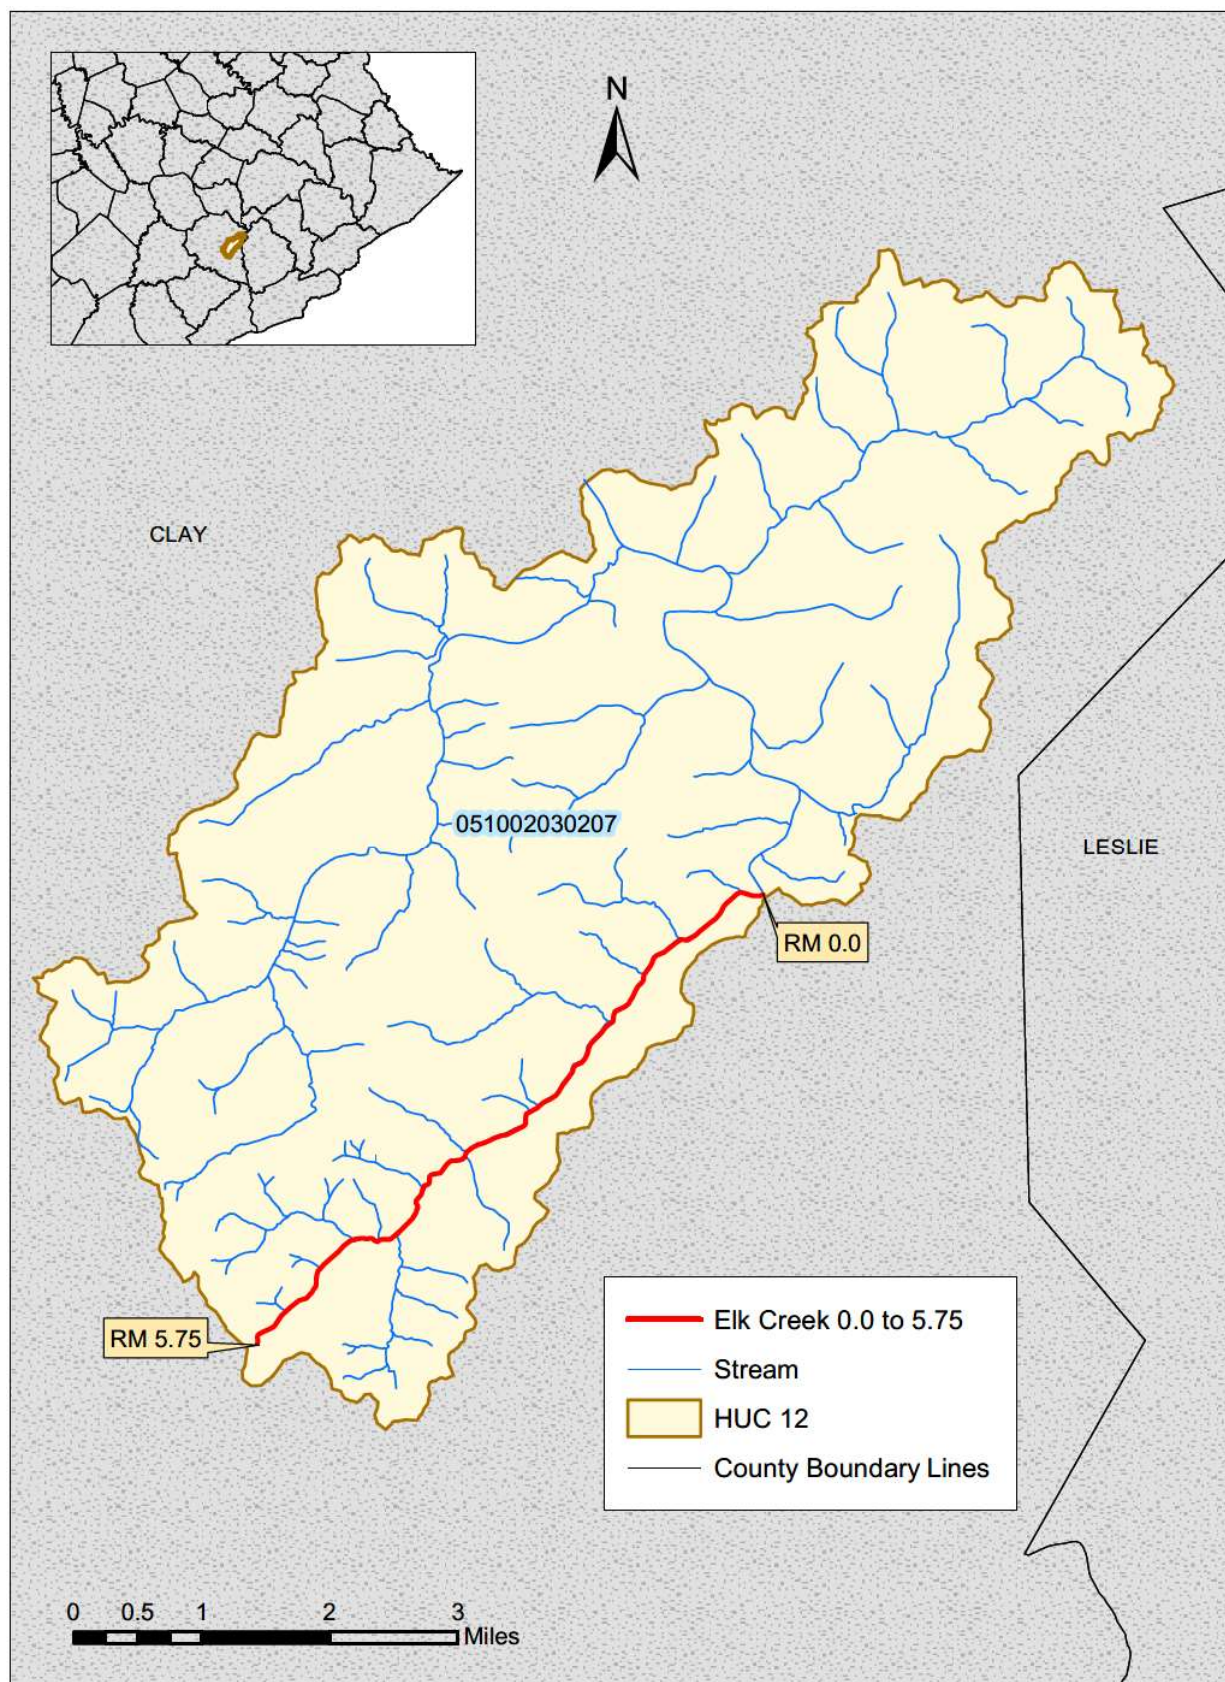 N
CLAY
051002030207
LESLIE
RM 0.0
RM 5.75
Elk Creek 0.0 to 5.75
Stream
HUC 12
County Boundary Lines
0 0.5 1 2 3
Miles